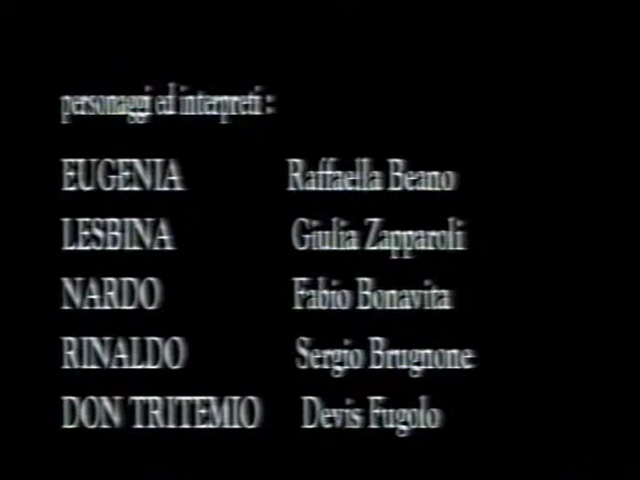 personaggi ed interpreti :
EUGENIA Raffaella Beano
LESBINA Giulia Zapparoli
NARDO Fabio Bonavita
RINALDO Sergio Brugnone
DON TRITEMIO Devis Fugolo